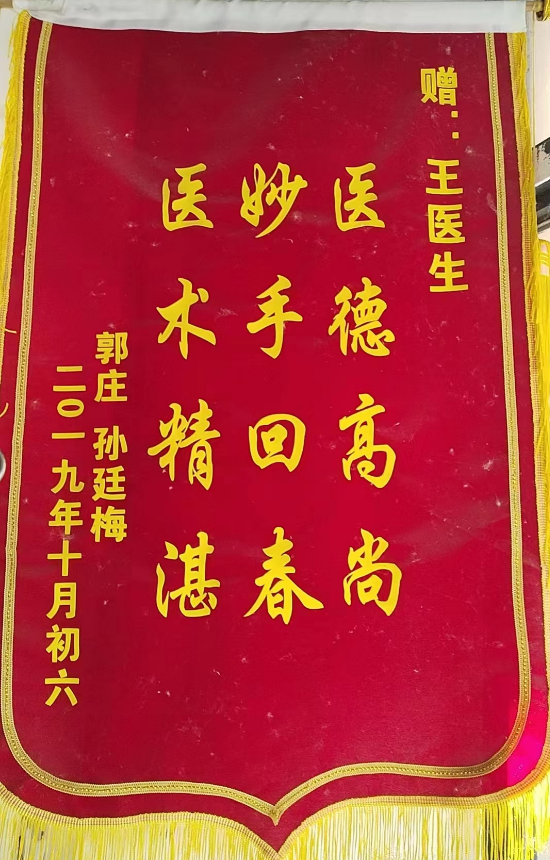 赠：王医生
医德高尚
妙手回春
医术精湛
郭庄 孙廷梅
二〇一九年十月初六